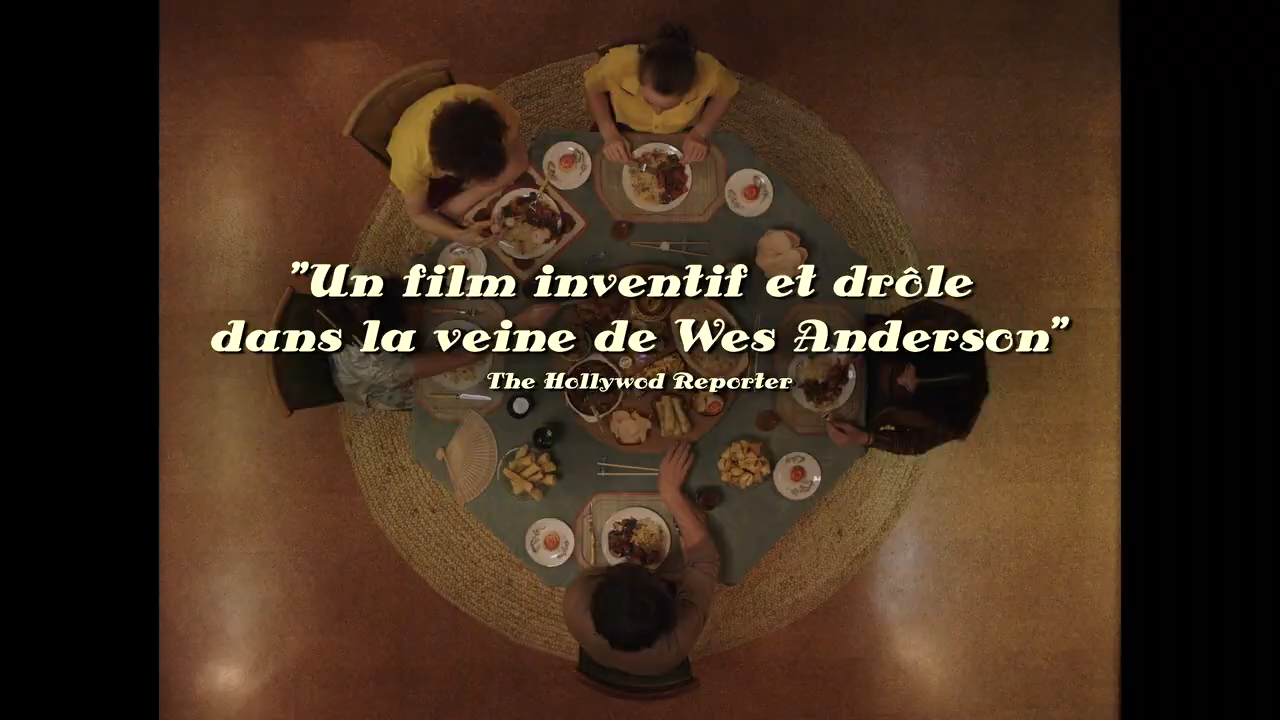 "Un film inventif et drôle
dans la veine de Wes Anderson"
The Hollywod Reporter